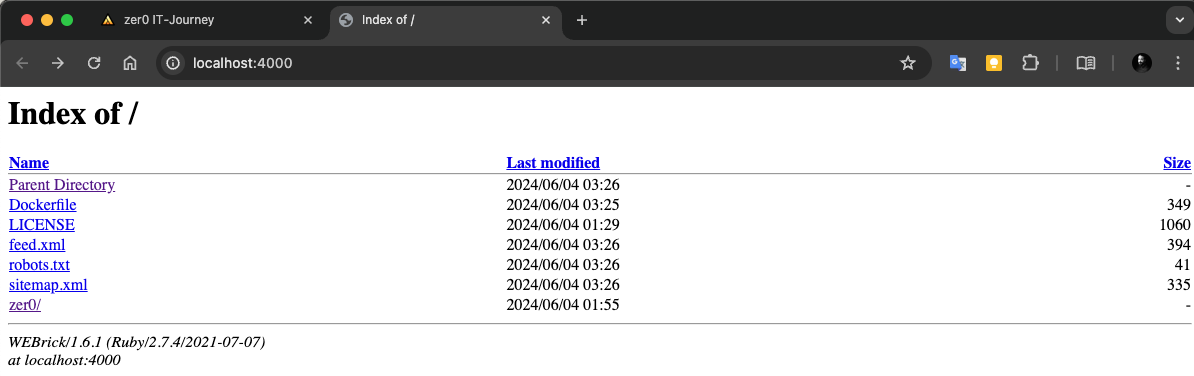 zer0 IT-Journey
Index of /
localhost:4000
Index of /
Name Last modified Size
Parent Directory 2024/06/04 03:26 -
Dockerfile 2024/06/04 03:25 349
LICENSE 2024/06/04 01:29 1060
feed.xml 2024/06/04 03:26 394
robots.txt 2024/06/04 03:26 41
sitemap.xml 2024/06/04 03:26 335
zer0/ 2024/06/04 01:55 -
WEBrick/1.6.1 (Ruby/2.7.4/2021-07-07)
at localhost:4000